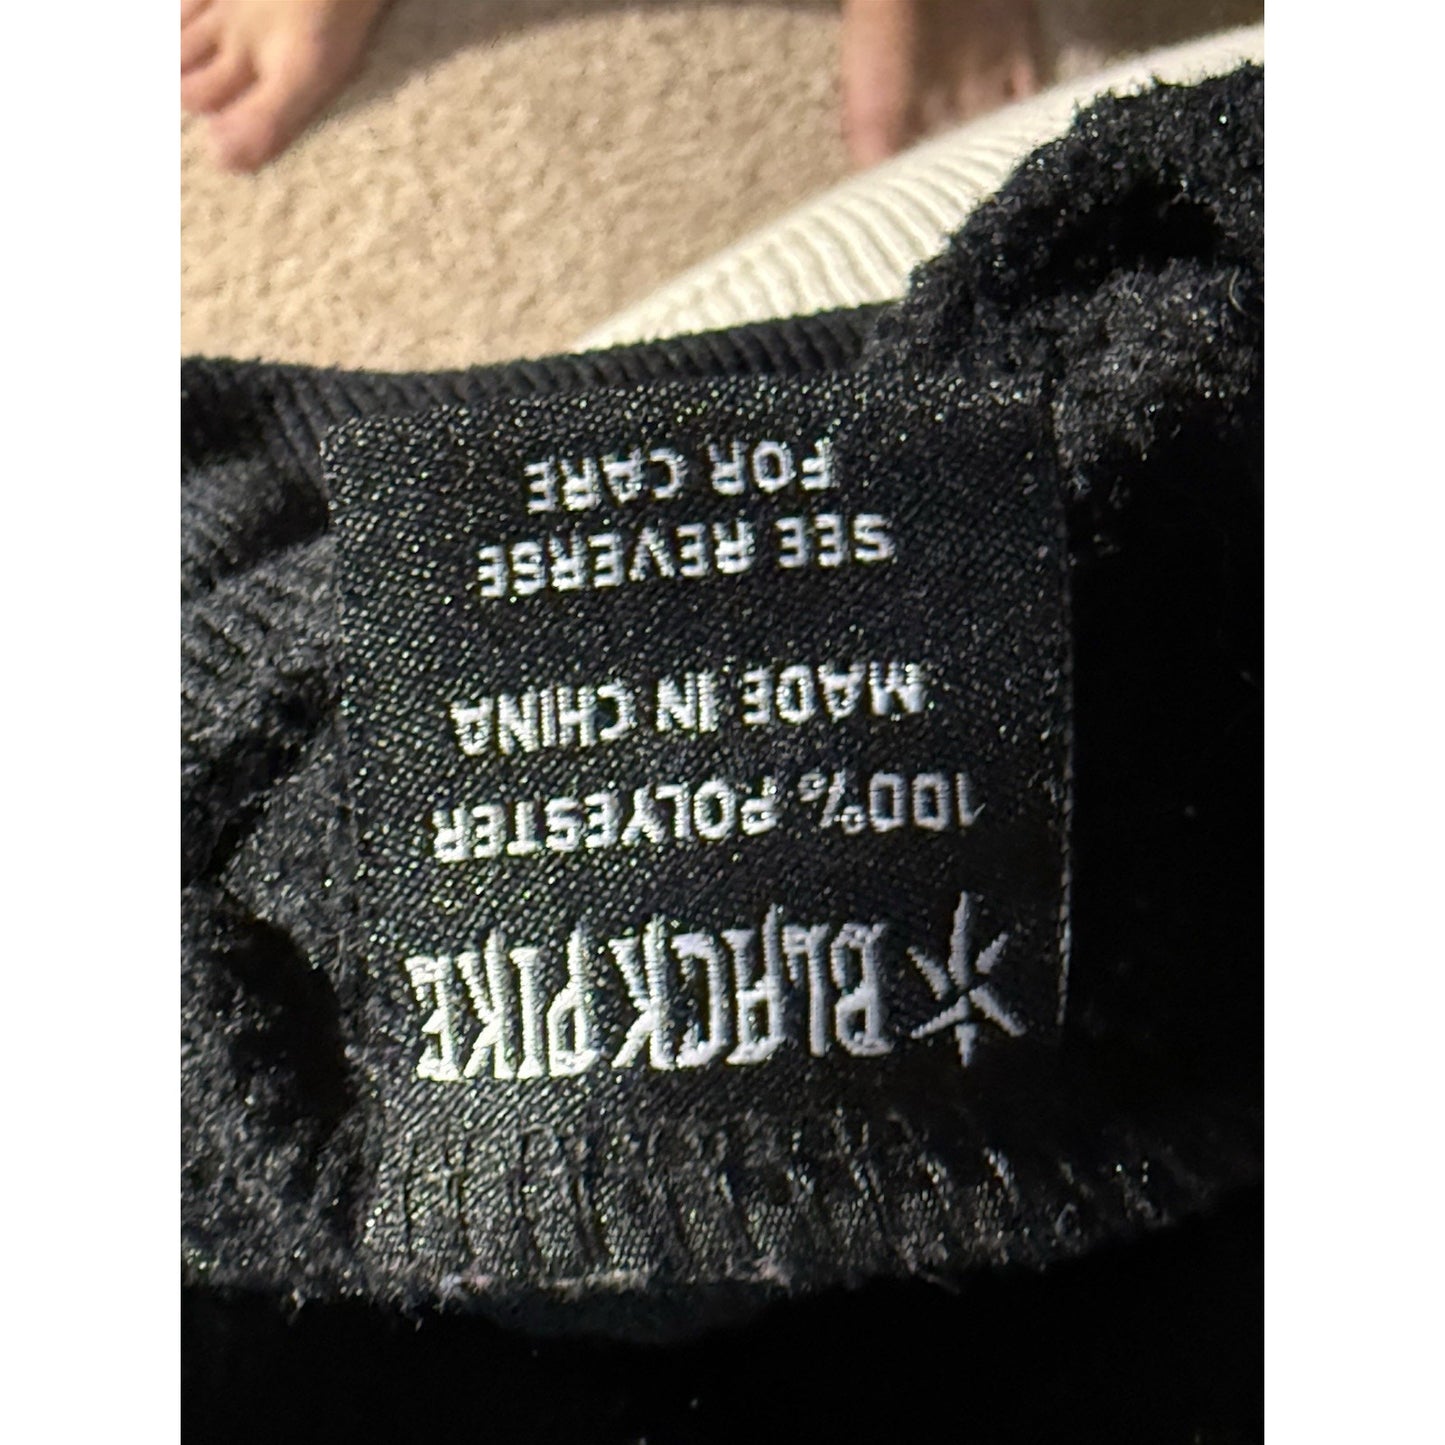 BLACK PIKE
100% POLYESTER
MADE IN CHINA
SEE REVERSE
FOR CARE